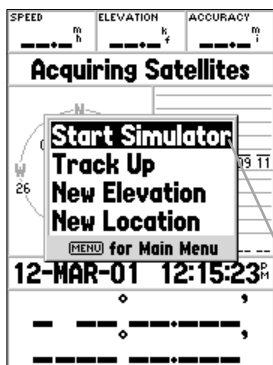 SPEED ELEVATION ACCURACY
m h k f m i
Acquiring Satellites
N
Start Simulator
Track Up
W 09 11
26
New Elevation
New Location
MENU for Main Menu
12-MAR-01 12:15:23 P M